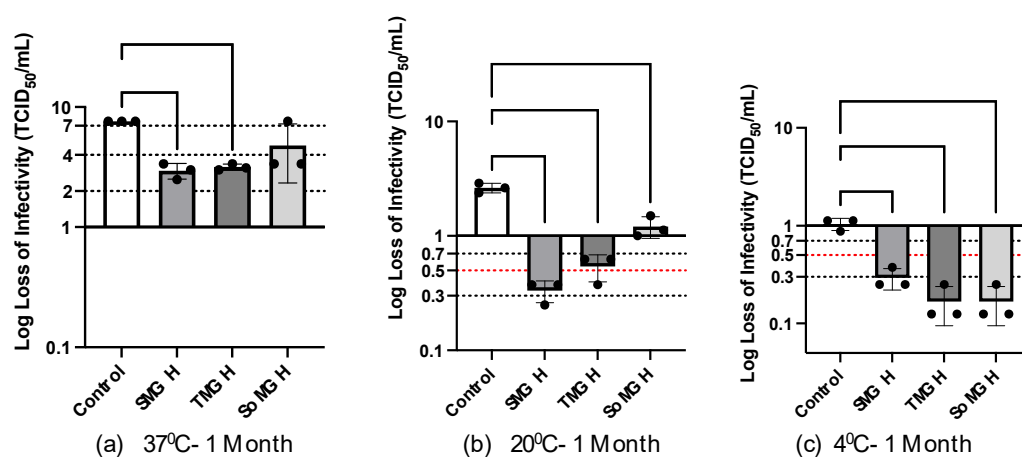 Log Loss of Infectivity (TCID50/mL)
10
7
4
2
1
0.1
Control
SMG H
TMG H
So MG H
(a) 37⁰C- 1 Month
Log Loss of Infectivity (TCID50/mL)
10
1
0.7
0.5
0.3
0.1
Control
SMG H
TMG H
So MG H
(b) 20⁰C- 1 Month
Log Loss of Infectivity (TCID50/mL)
10
1
0.7
0.5
0.3
0.1
Control
SMG H
TMG H
So MG H
(c) 4⁰C- 1 Month